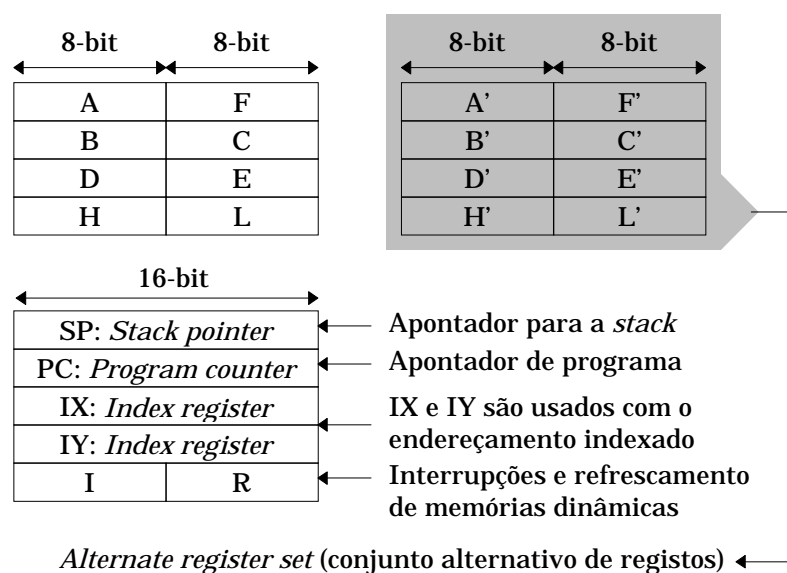 8-bit 8-bit
A F
B C
D E
H L
8-bit 8-bit
A’ F’
B’ C’
D’ E’
H’ L’
16-bit
SP: Stack pointer
PC: Program counter
IX: Index register
IY: Index register
I R
Apontador para a stack
Apontador de programa
IX e IY são usados com o
endereçamento indexado
Interrupções e refrescamento
de memórias dinâmicas
Alternate register set (conjunto alternativo de registos)